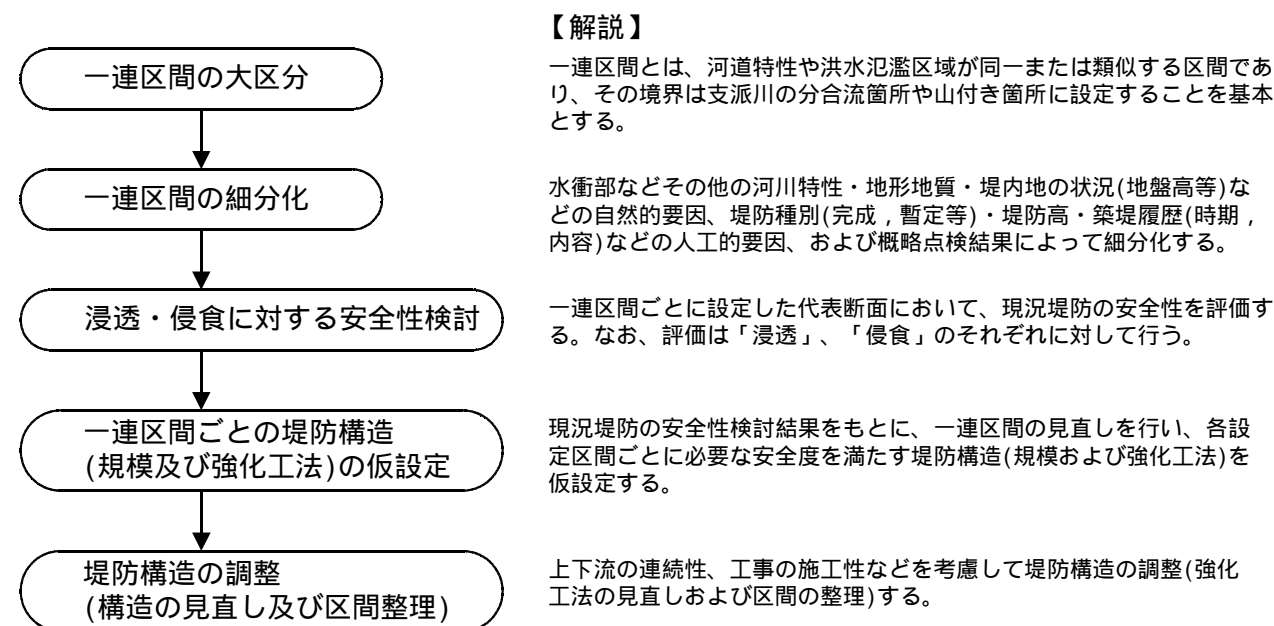 【解説】
一連区間の大区分
一連区間とは、河道特性や洪水氾濫区域が同一または類似する区間であ
り、その境界は支派川の分合流箇所や山付き箇所に設定することを基本
とする。
一連区間の細分化
水衝部などその他の河川特性・地形地質・堤内地の状況(地盤高等)な
どの自然的要因、堤防種別(完成，暫定等)・堤防高・築堤履歴(時期，
内容)などの人工的要因、および概略点検結果によって細分化する。
浸透・侵食に対する安全性検討
一連区間ごとに設定した代表断面において、現況堤防の安全性を評価す
る。なお、評価は「浸透」、「侵食」のそれぞれに対して行う。
一連区間ごとの堤防構造
(規模及び強化工法)の仮設定
現況堤防の安全性検討結果をもとに、一連区間の見直しを行い、各設
定区間ごとに必要な安全度を満たす堤防構造(規模および強化工法)を
仮設定する。
堤防構造の調整
(構造の見直し及び区間整理)
上下流の連続性、工事の施工性などを考慮して堤防構造の調整(強化
工法の見直しおよび区間の整理)する。